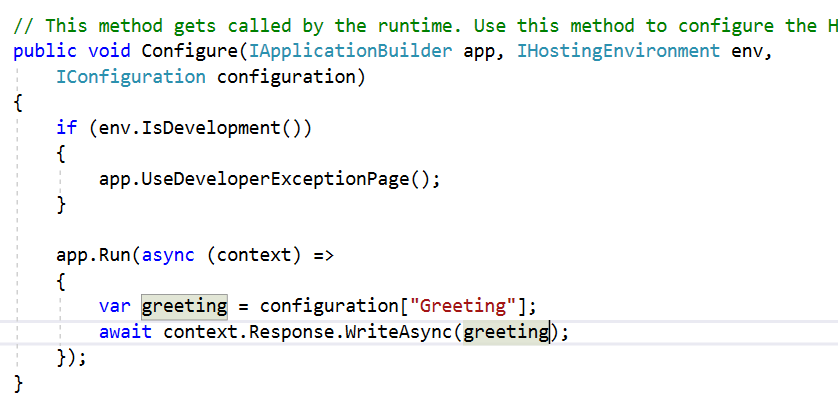 // This method gets called by the runtime. Use this method to configure the H
public void Configure(IApplicationBuilder app, IHostingEnvironment env,
    IConfiguration configuration)
{
    if (env.IsDevelopment())
    {
        app.UseDeveloperExceptionPage();
    }

    app.Run(async (context) =>
    {
        var greeting = configuration["Greeting"];
        await context.Response.WriteAsync(greeting);
    });
}